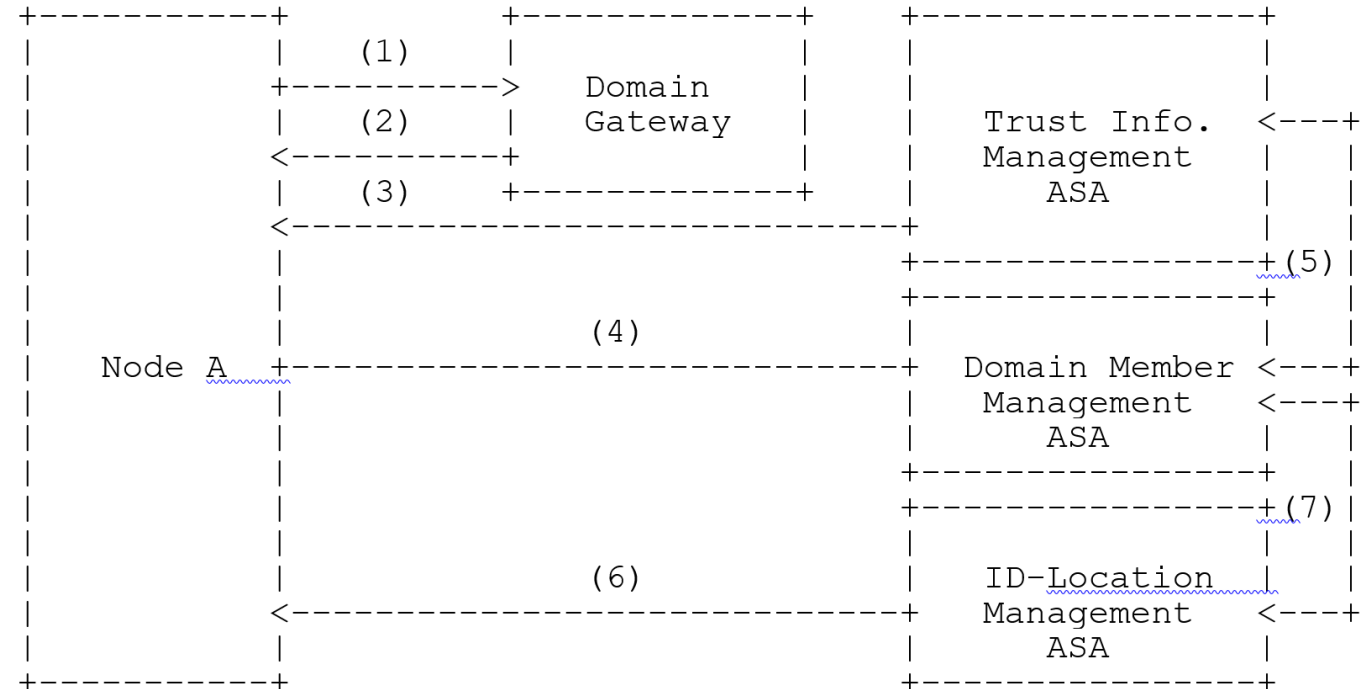 (1)
Domain
(2) Gateway Trust Info.
Management
(3) ASA
(5)
(4)
Node A Domain Member
Management
ASA
(7)
(6) ID-Location
Management
ASA